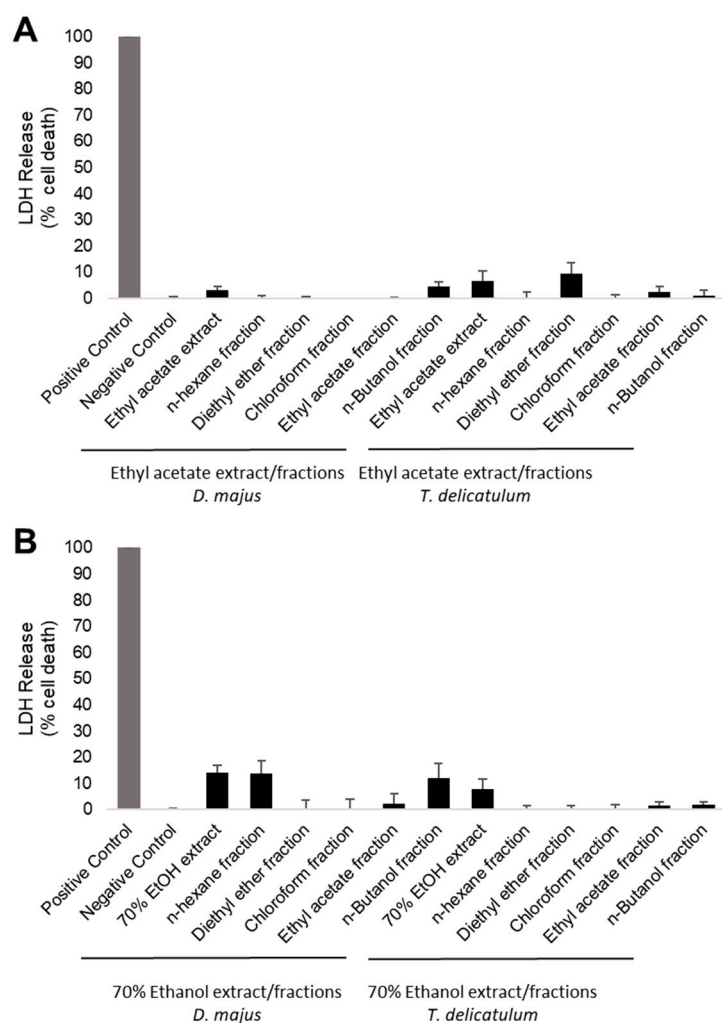 A
LDH Release
(% cell death)
100
90
80
70
60
50
40
30
20
10
0
Positive Control
Negative Control
Ethyl acetate extract
n-hexane fraction
Diethyl ether fraction
Chloroform fraction
Ethyl acetate fraction
n-Butanol fraction
Ethyl acetate extract
n-hexane fraction
Diethyl ether fraction
Chloroform fraction
Ethyl acetate fraction
n-Butanol fraction
Ethyl acetate extract/fractions
D. majus
Ethyl acetate extract/fractions
T. delicatulum
B
LDH Release
(% cell death)
100
90
80
70
60
50
40
30
20
10
0
Positive Control
Negative Control
70% EtOH extract
n-hexane fraction
Diethyl ether fraction
Chloroform fraction
Ethyl acetate fraction
n-Butanol fraction
70% EtOH extract
n-hexane fraction
Diethyl ether fraction
Chloroform fraction
Ethyl acetate fraction
n-Butanol fraction
70% Ethanol extract/fractions
D. majus
70% Ethanol extract/fractions
T. delicatulum